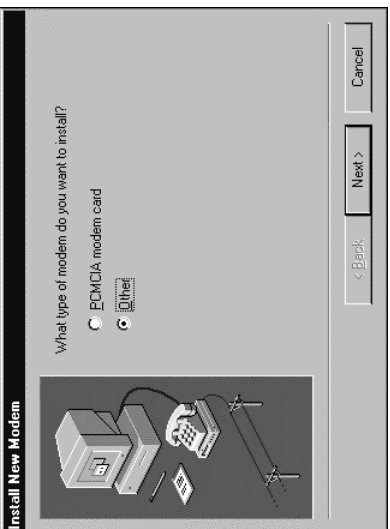 Install New Modem
What type of modem do you want to install?
PCMCIA modem card
Other
< Back
Next >
Cancel